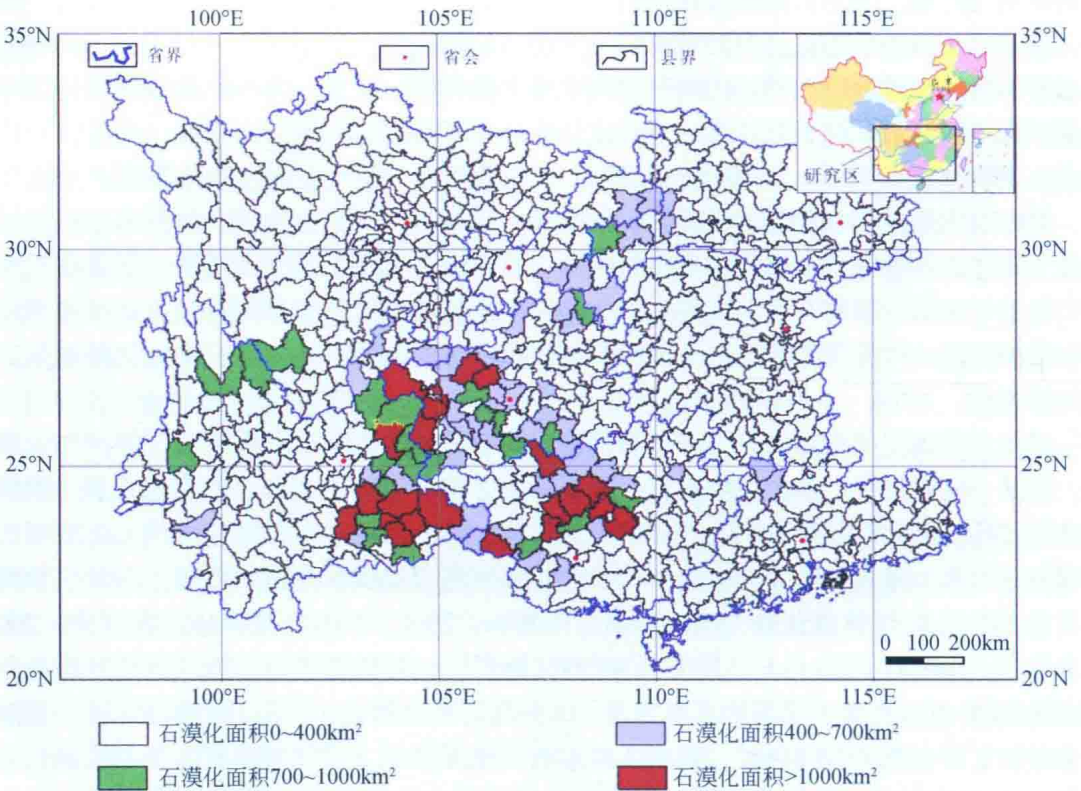 100°E 105°E 110°E 115°E
35°N 35°N
省界 省会 县界
研究区
30°N 30°N
25°N 25°N
0 100 200km
20°N 20°N
100°E 105°E 110°E 115°E
石漠化面积0~400km² 石漠化面积400~700km²
石漠化面积700~1000km² 石漠化面积>1000km²